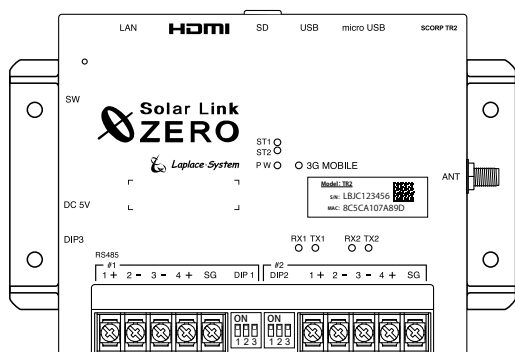 LAN HDMI SD USB micro USB SCORP TR2
SW
Solar Link
ZERO
Laplace System
ST1
ST2
PW 3G MOBILE
ANT
Model: TR2
S/N: LBJC123456
MAC: 8C5CA107A89D
DC 5V
DIP3
RX1 TX1 RX2 TX2
RS485
#1 #2
1 + 2 - 3 - 4 + SG DIP 1 DIP2 1 + 2 - 3 - 4 + SG
ON ON
1 2 3 1 2 3